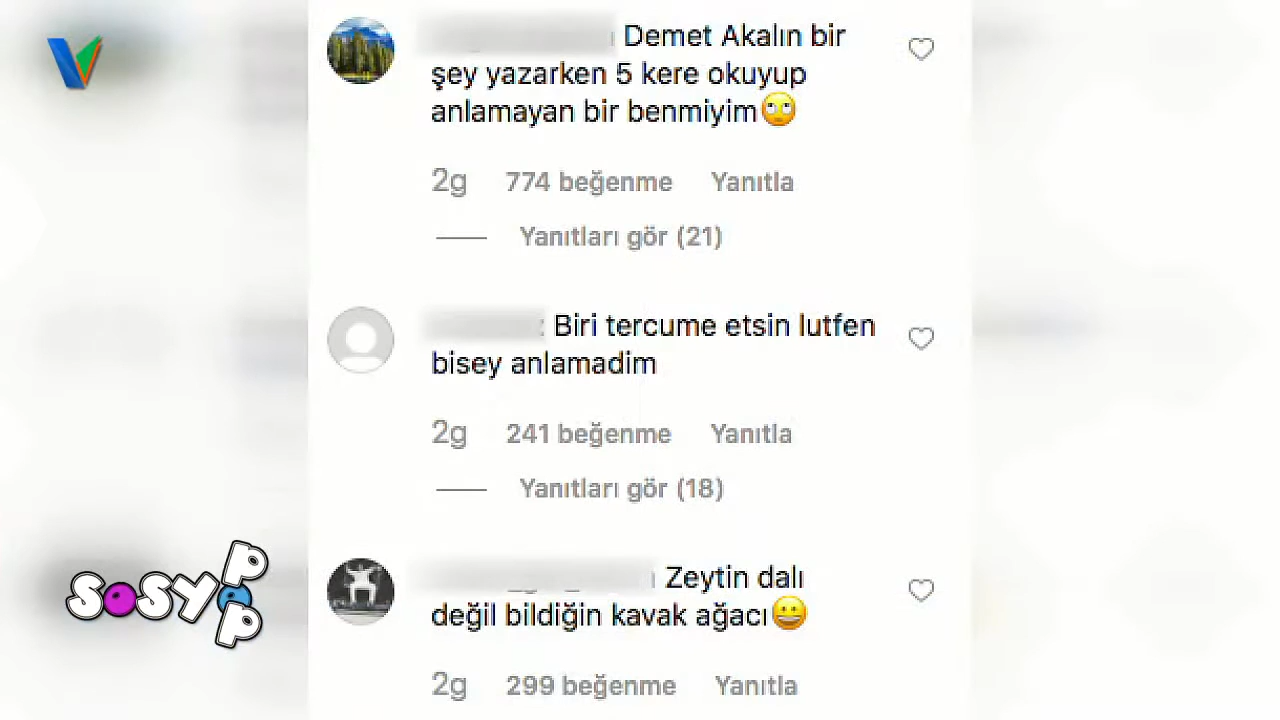 Demet Akalın bir
şey yazarken 5 kere okuyup
anlamayan bir benmiyim🙄
2g 774 beğenme Yanıtla
Yanıtları gör (21)
Biri tercume etsin lutfen
bisey anlamadim
2g 241 beğenme Yanıtla
Yanıtları gör (18)
Zeytin dalı
değil bildiğin kavak ağacı😀
2g 299 beğenme Yanıtla
sosyPOP